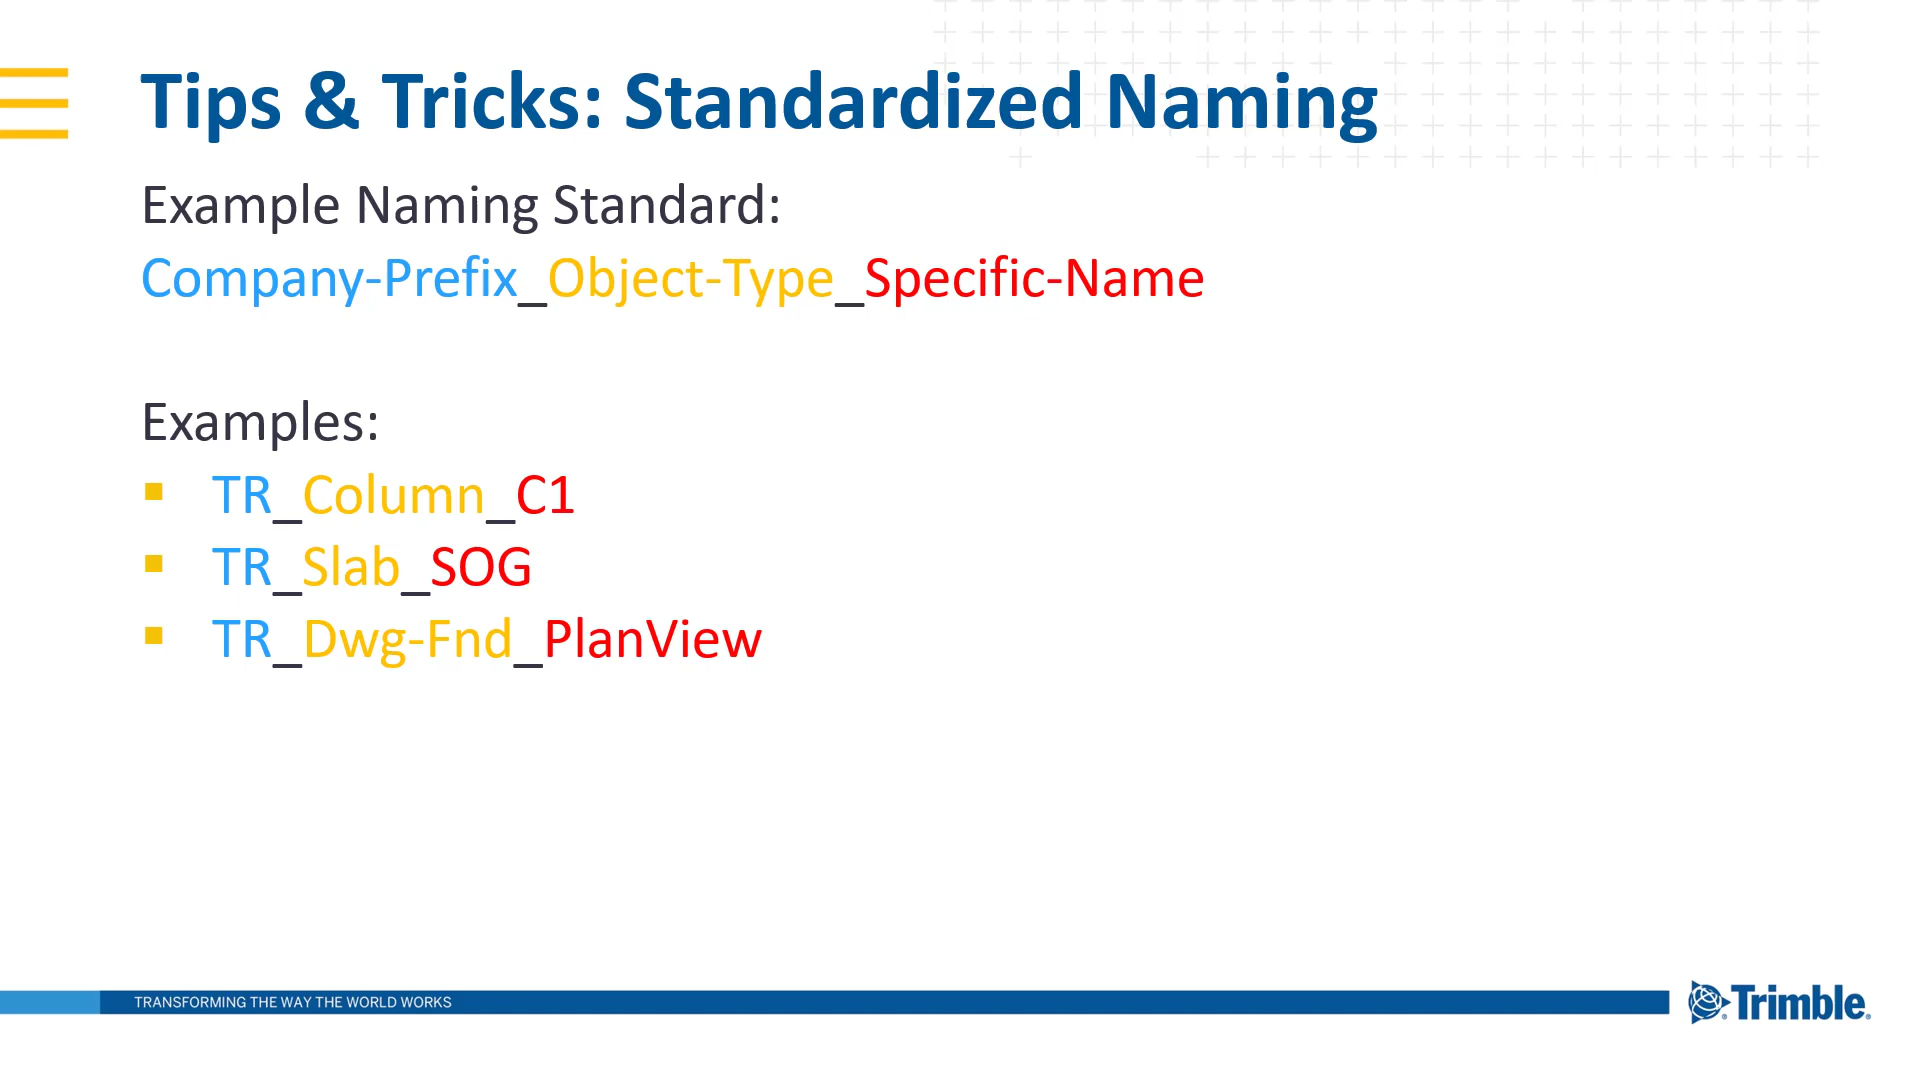 Tips & Tricks: Standardized Naming
Example Naming Standard:
Company-Prefix_Object-Type_Specific-Name
Examples:
▪ TR_Column_C1
▪ TR_Slab_SOG
▪ TR_Dwg-Fnd_PlanView
TRANSFORMING THE WAY THE WORLD WORKS
Trimble